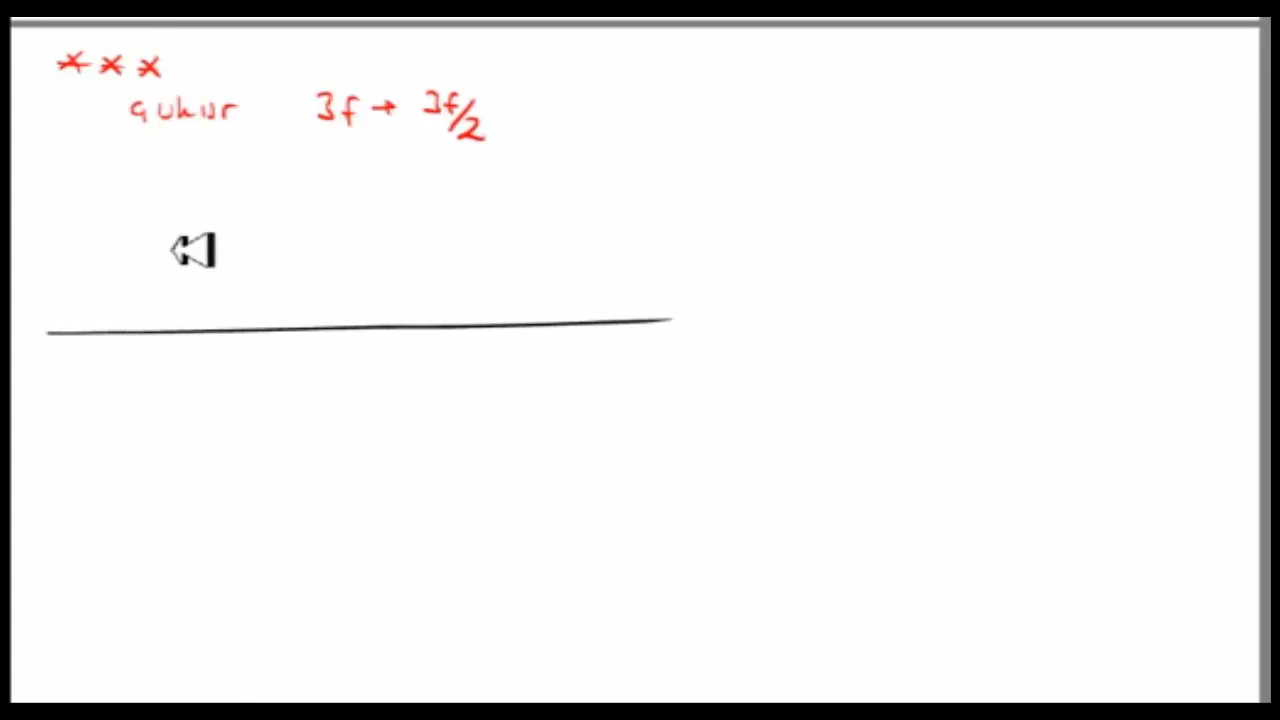 ***
çukur 3f → 3f/2